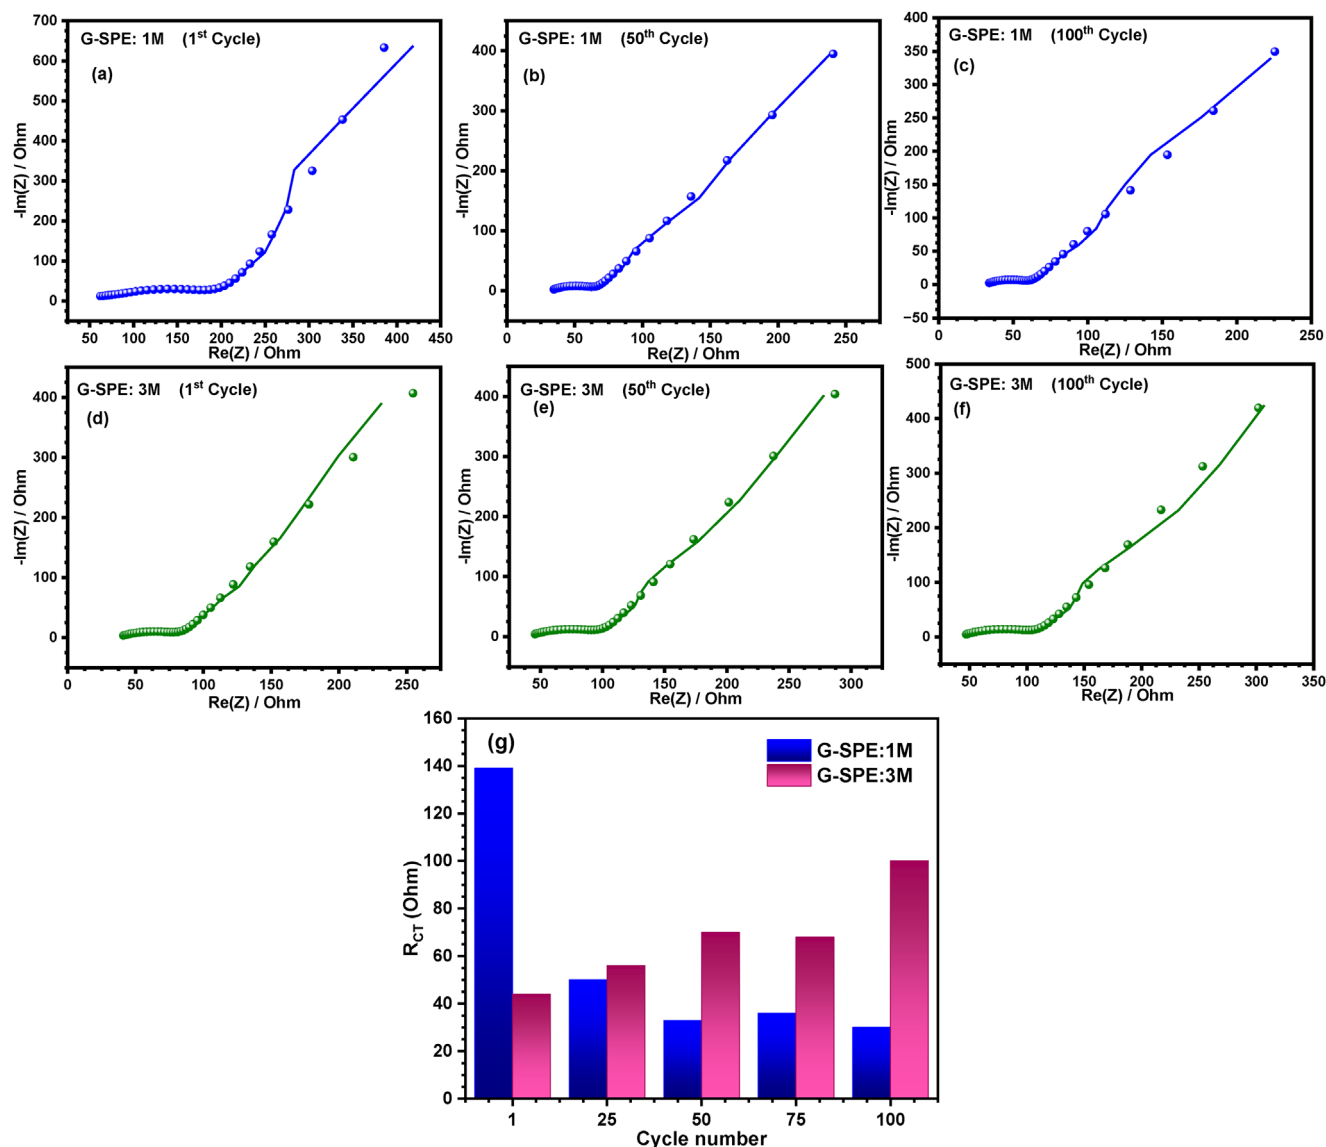 G-SPE: 1M (1st Cycle)
(a)
-Im(Z) / Ohm
700
600
500
400
300
200
100
0
50 100 150 200 250 300 350 400 450
Re(Z) / Ohm
G-SPE: 1M (50th Cycle)
(b)
-Im(Z) / Ohm
400
300
200
100
0
0 50 100 150 200 250
Re(Z) / Ohm
G-SPE: 1M (100th Cycle)
(c)
-Im(Z) / Ohm
400
350
300
250
200
150
100
50
0
−50
0 50 100 150 200 250
Re(Z) / Ohm
G-SPE: 3M (1st Cycle)
(d)
-Im(Z) / Ohm
400
300
200
100
0
0 50 100 150 200 250
Re(Z) / Ohm
G-SPE: 3M (50th Cycle)
(e)
-Im(Z) / Ohm
400
300
200
100
0
50 100 150 200 250 300
Re(Z) / Ohm
G-SPE: 3M (100th Cycle)
(f)
-Im(Z) / Ohm
500
400
300
200
100
0
50 100 150 200 250 300 350
Re(Z) / Ohm
(g)
G-SPE:1M
G-SPE:3M
RCT (Ohm)
160
140
120
100
80
60
40
20
0
1 25 50 75 100
Cycle number